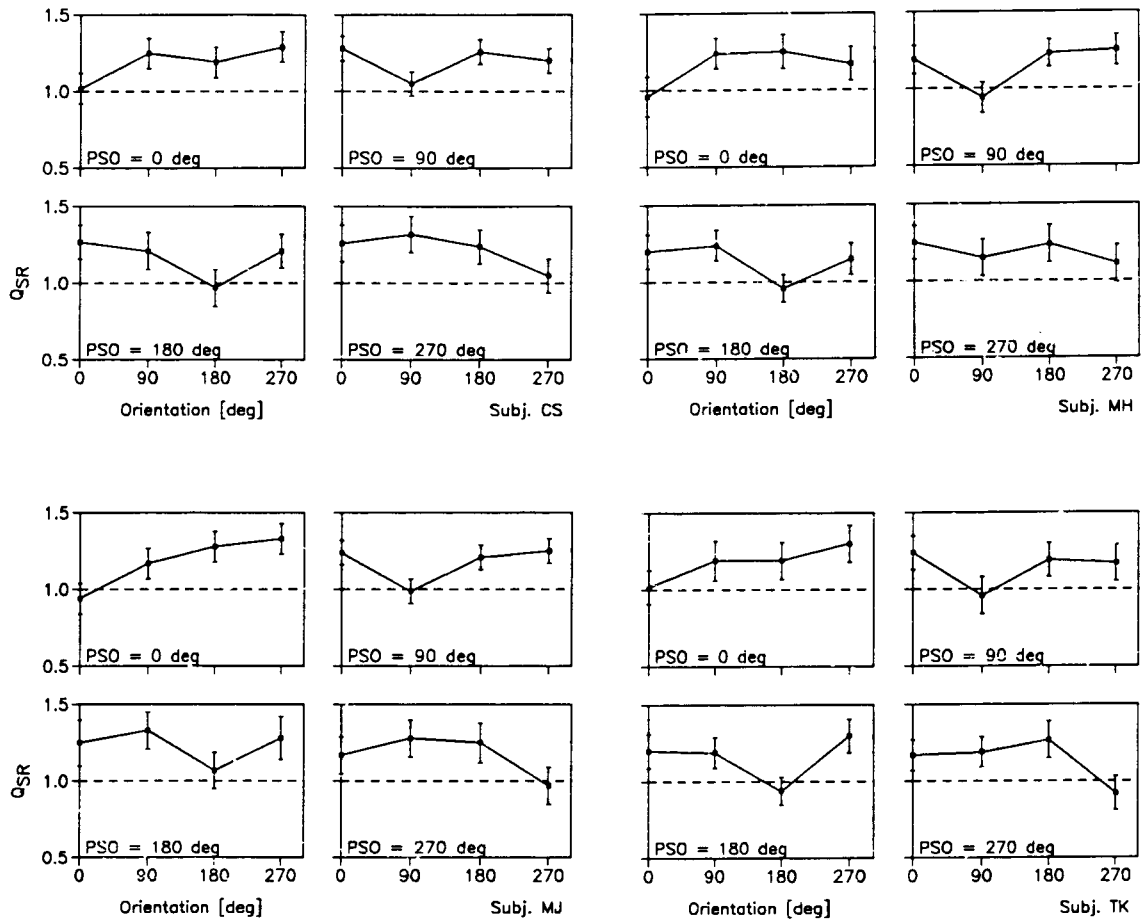 1.5
1.0
0.5
PSO = 0 deg
PSO = 90 deg
PSO = 0 deg
PSO = 90 deg
1.5
1.0
0.5
QSR
PSO = 180 deg
PSO = 270 deg
PSO = 180 deg
PSO = 270 deg
0 90 180 270 0 90 180 270 0 90 180 270 0 90 180 270
Orientation [deg] Subj. CS Orientation [deg] Subj. MH
1.5
1.0
0.5
PSO = 0 deg
PSO = 90 deg
PSO = 0 deg
PSO = 90 deg
1.5
1.0
0.5
QSR
PSO = 180 deg
PSO = 270 deg
PSO = 180 deg
PSO = 270 deg
0 90 180 270 0 90 180 270 0 90 180 270 0 90 180 270
Orientation [deg] Subj. MJ Orientation [deg] Subj. TK